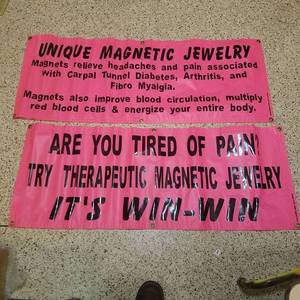 UNIQUE MAGNETIC JEWELRY
Magnets relieve headaches and pain associated
with Carpal Tunnel Diabetes, Arthritis, and
Fibro Myalgia.
Magnets also improve blood circulation, multiply
red blood cells & energize your entire body.
ARE YOU TIRED OF PAIN
TRY THERAPEUTIC MAGNETIC JEWELRY
IT'S WIN-WIN